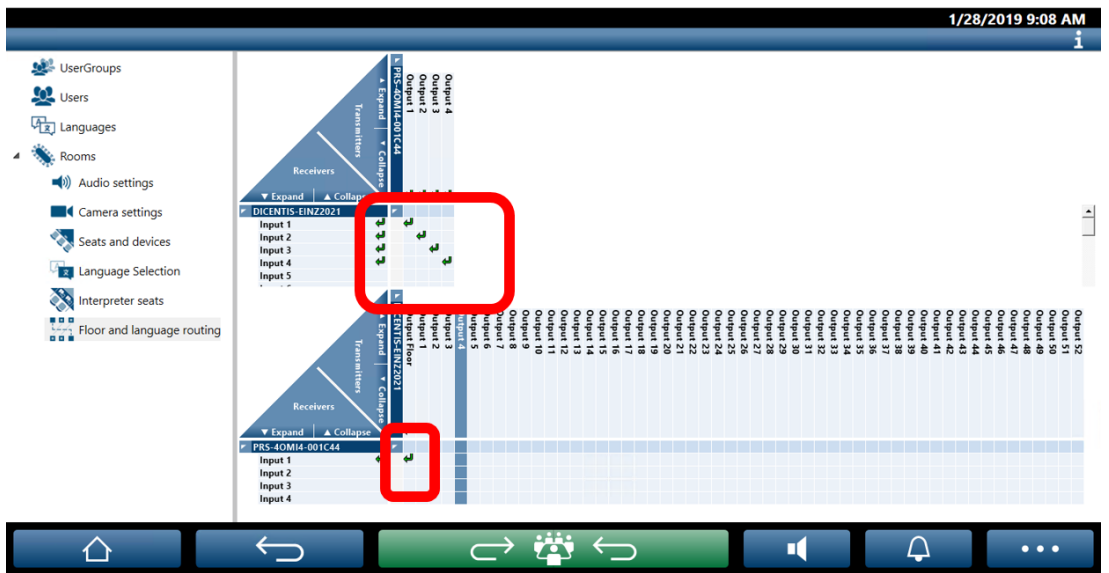 1/28/2019 9:08 AM
i
UserGroups
Users
Languages
Rooms
Audio settings
Camera settings
Seats and devices
Language Selection
Interpreter seats
Floor and language routing
PRS-4OMI4-001C44
Output 1
Output 2
Output 3
Output 4
▲ Expand
▼ Collapse
Transmitters
Receivers
▼ Expand
▲ Collapse
DICENTIS-EINZ2021
Input 1
Input 2
Input 3
Input 4
Input 5
Output Floor
Output 1
Output 2
Output 3
Output 4
Output 5
Output 6
Output 7
Output 8
Output 9
Output 10
Output 11
Output 12
Output 13
Output 14
Output 15
Output 16
Output 17
Output 18
Output 19
Output 20
Output 21
Output 22
Output 23
Output 24
Output 25
Output 26
Output 27
Output 28
Output 29
Output 30
Output 31
Output 32
Output 33
Output 34
Output 35
Output 36
Output 37
Output 38
Output 39
Output 40
Output 41
Output 42
Output 43
Output 44
Output 45
Output 46
Output 47
Output 48
Output 49
Output 50
Output 51
Output 52
▲ Expand
▼ Collapse
Transmitters
Receivers
▼ Expand
▲ Collapse
PRS-4OMI4-001C44
Input 1
Input 2
Input 3
Input 4